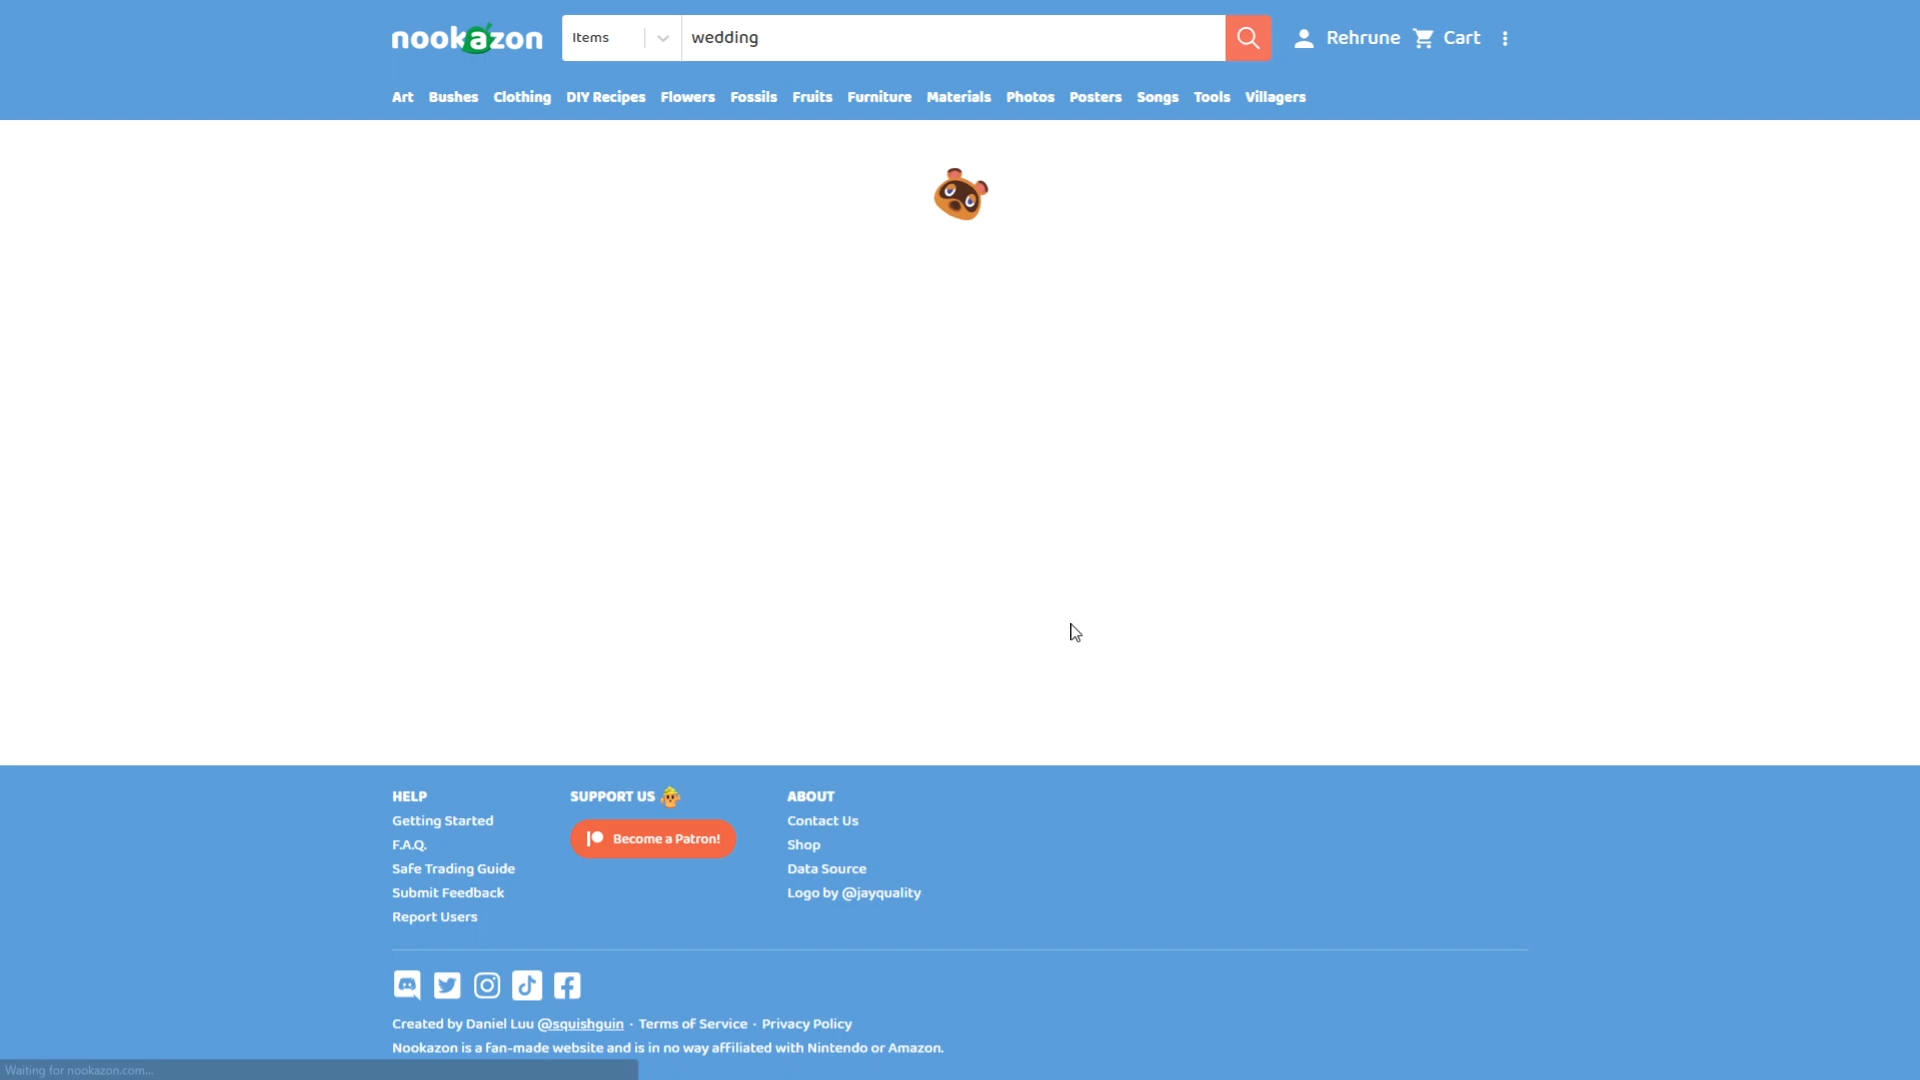 nookazon
Items
wedding
Rehrune
Cart
Art Bushes Clothing DIY Recipes Flowers Fossils Fruits Furniture Materials Photos Posters Songs Tools Villagers
HELP
Getting Started
F.A.Q.
Safe Trading Guide
Submit Feedback
Report Users
SUPPORT US
Become a Patron!
ABOUT
Contact Us
Shop
Data Source
Logo by @jayquality
Created by Daniel Luu @squishguin · Terms of Service · Privacy Policy
Nookazon is a fan-made website and is in no way affiliated with Nintendo or Amazon.
Waiting for nookazon.com...